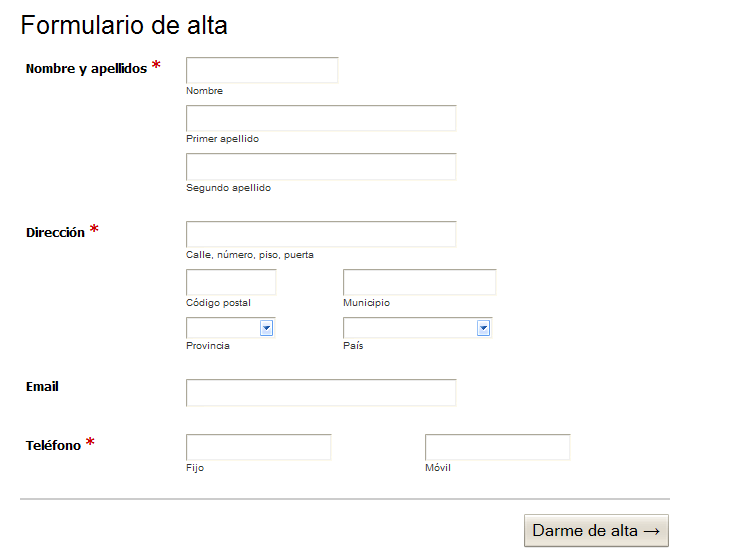 Formulario de alta
Nombre y apellidos *
Nombre
Primer apellido
Segundo apellido
Dirección *
Calle, número, piso, puerta
Código postal Municipio
Provincia País
Email
Teléfono *
Fijo Móvil
Darme de alta →